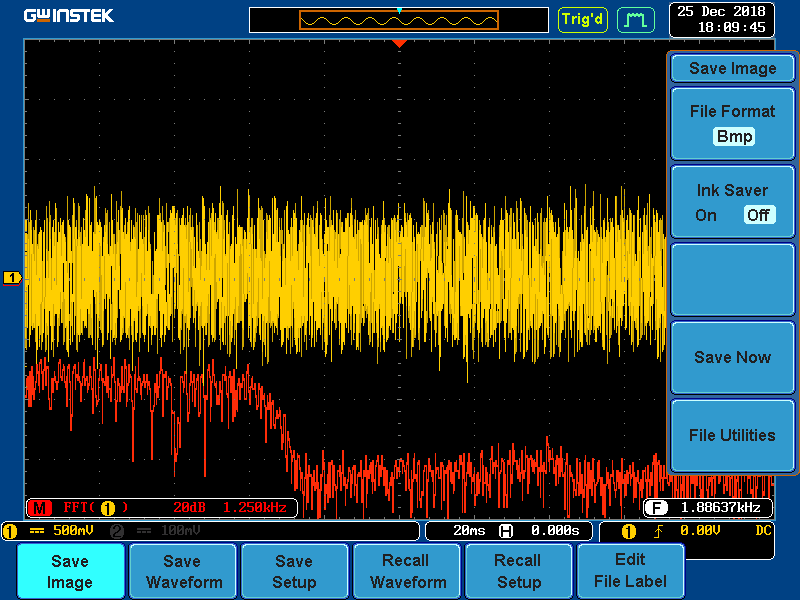 GWINSTEK
Trig'd
25 Dec 2018
18:09:45
Save Image
File Format
Bmp
Ink Saver
On Off
1
Save Now
File Utilities
M FFT( 1 ) 20dB 1.250kHz
F 1.88637kHz
1 500mV 2 100mV
20ms H 0.000s
1 0.00V DC
Save
Image
Save
Waveform
Save
Setup
Recall
Waveform
Recall
Setup
Edit
File Label